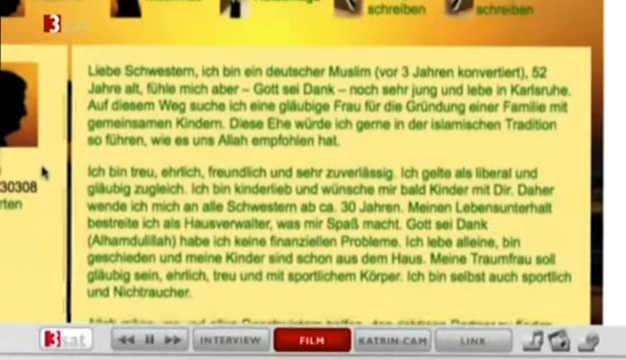 schreiben
schreiben
3sat
Liebe Schwestern, ich bin ein deutscher Muslim (vor 3 Jahren konvertiert), 52
Jahre alt, fühle mich aber – Gott sei Dank – noch sehr jung und lebe in Karlsruhe.
Auf diesem Weg suche ich eine gläubige Frau für die Gründung einer Familie mit
gemeinsamen Kindern. Diese Ehe würde ich gerne in der islamischen Tradition
so führen, wie es uns Allah empfohlen hat.
30308
rten
Ich bin treu, ehrlich, freundlich und sehr zuverlässig. Ich gelte als liberal und
gläubig zugleich. Ich bin kinderlieb und wünsche mir bald Kinder mit Dir. Daher
wende ich mich an alle Schwestern ab ca. 30 Jahren. Meinen Lebensunterhalt
bestreite ich als Hausverwalter, was mir Spaß macht. Gott sei Dank
(Alhamdulillah) habe ich keine finanziellen Probleme. Ich lebe alleine, bin
geschieden und meine Kinder sind schon aus dem Haus. Meine Traumfrau soll
gläubig sein, ehrlich, treu und mit sportlichem Körper. Ich bin selbst auch sportlich
und Nichtraucher.
3sat
INTERVIEW
FILM
KATRIN-CAM
LINK